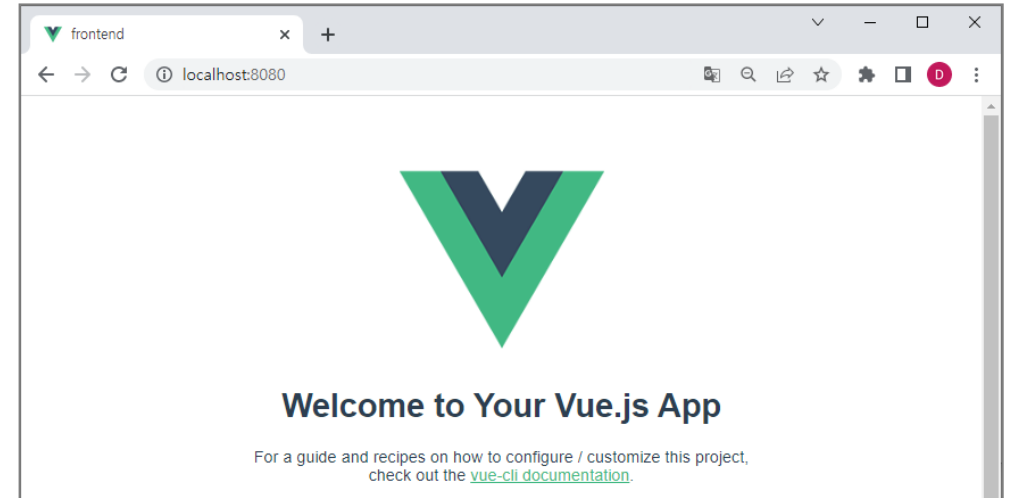 frontend
localhost:8080
D
Welcome to Your Vue.js App
For a guide and recipes on how to configure / customize this project,
check out the vue-cli documentation.